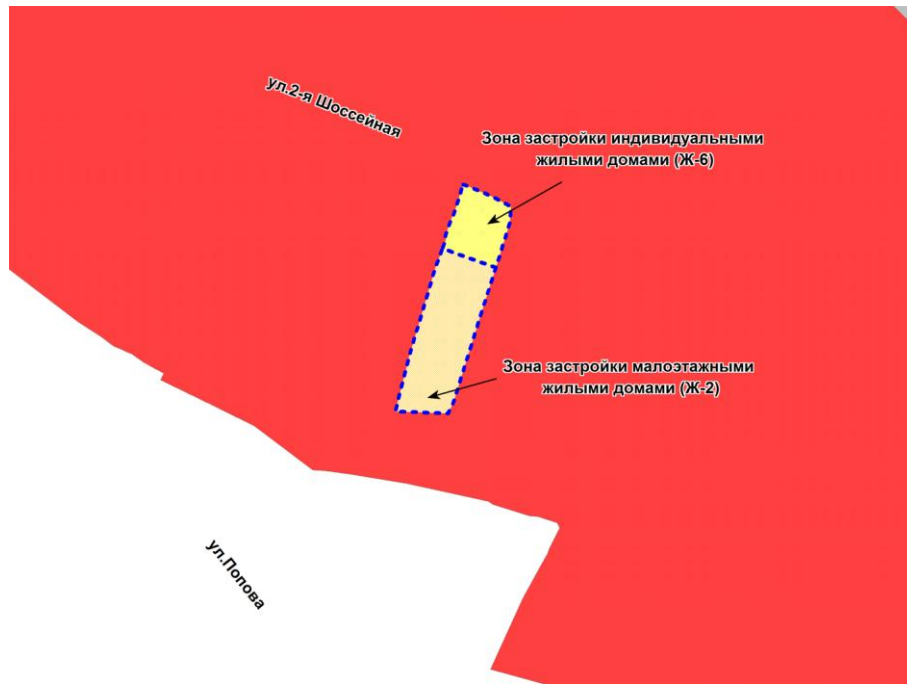 ул.2-я Шоссейная
Зона застройки индивидуальными
жилыми домами (Ж-6)
Зона застройки малоэтажными
жилыми домами (Ж-2)
ул.Попова